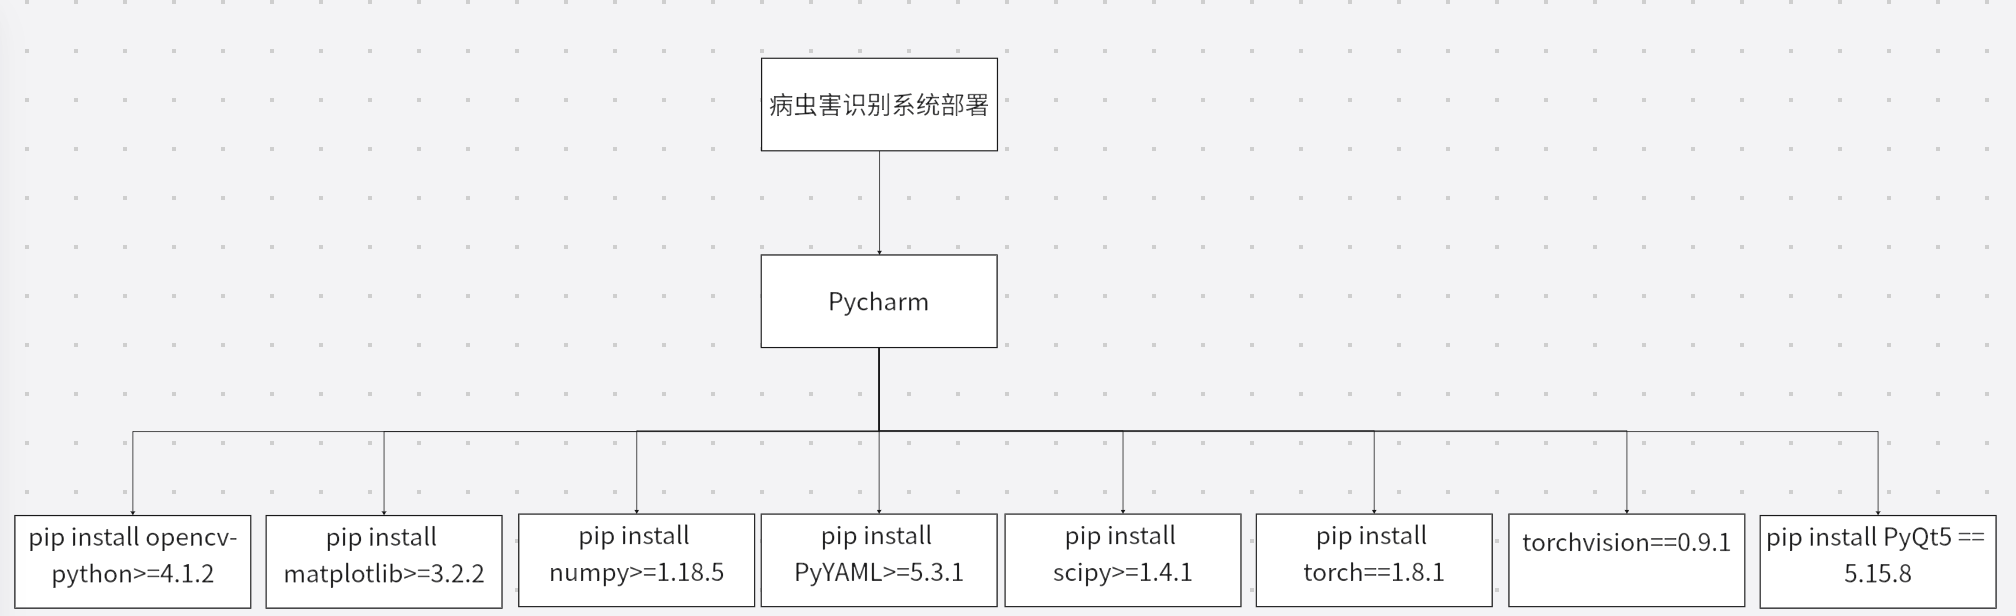 病虫害识别系统部署
Pycharm
pip install opencv-
python>=4.1.2
pip install
matplotlib>=3.2.2
pip install
numpy>=1.18.5
pip install
PyYAML>=5.3.1
pip install
scipy>=1.4.1
pip install
torch==1.8.1
torchvision==0.9.1
pip install PyQt5 ==
5.15.8